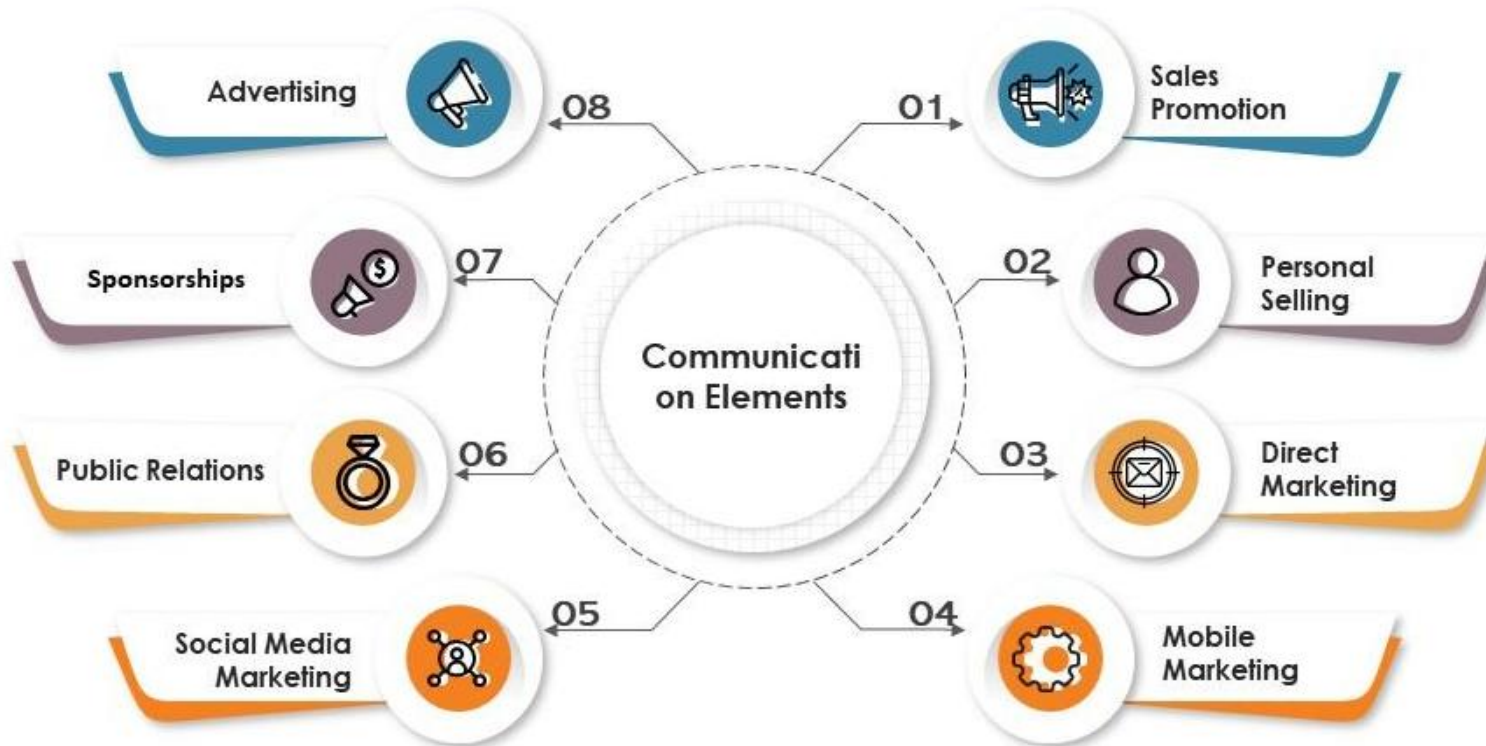 Advertising
08
01
Sales
Promotion
Sponsorships
07
02
Personal
Selling
Communicati
on Elements
Public Relations
06
03
Direct
Marketing
Social Media
Marketing
05
04
Mobile
Marketing
$
%